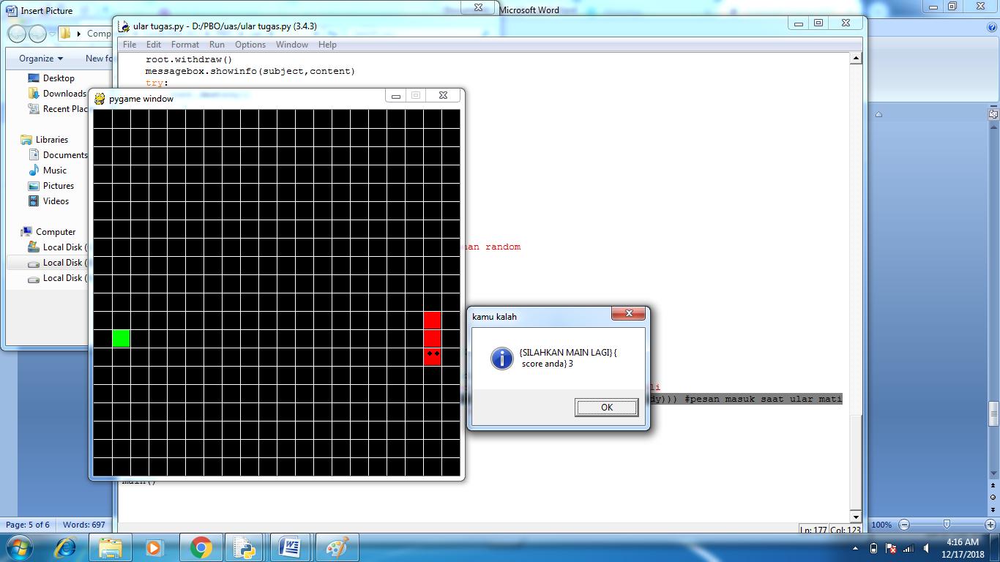 Insert Picture
Microsoft Word
Comp
Organize
New fo
Desktop
Downloads
Recent Plac
Libraries
Documents
Music
Pictures
Videos
Computer
Local Disk (
Local Disk (
Local Disk (
ular tugas.py - D:/PBO/uas/ular tugas.py (3.4.3)
File Edit Format Run Options Window Help
root.withdraw()
messagebox.showinfo(subject,content)
try:
pygame window
an random
li
dy))) #pesan masuk saat ular mati
main()
Ln: 177 Col: 123
kamu kalah
{SILAHKAN MAIN LAGI} {
score anda} 3
OK
Page: 5 of 6
Words: 697
100%
4:16 AM
12/17/2018